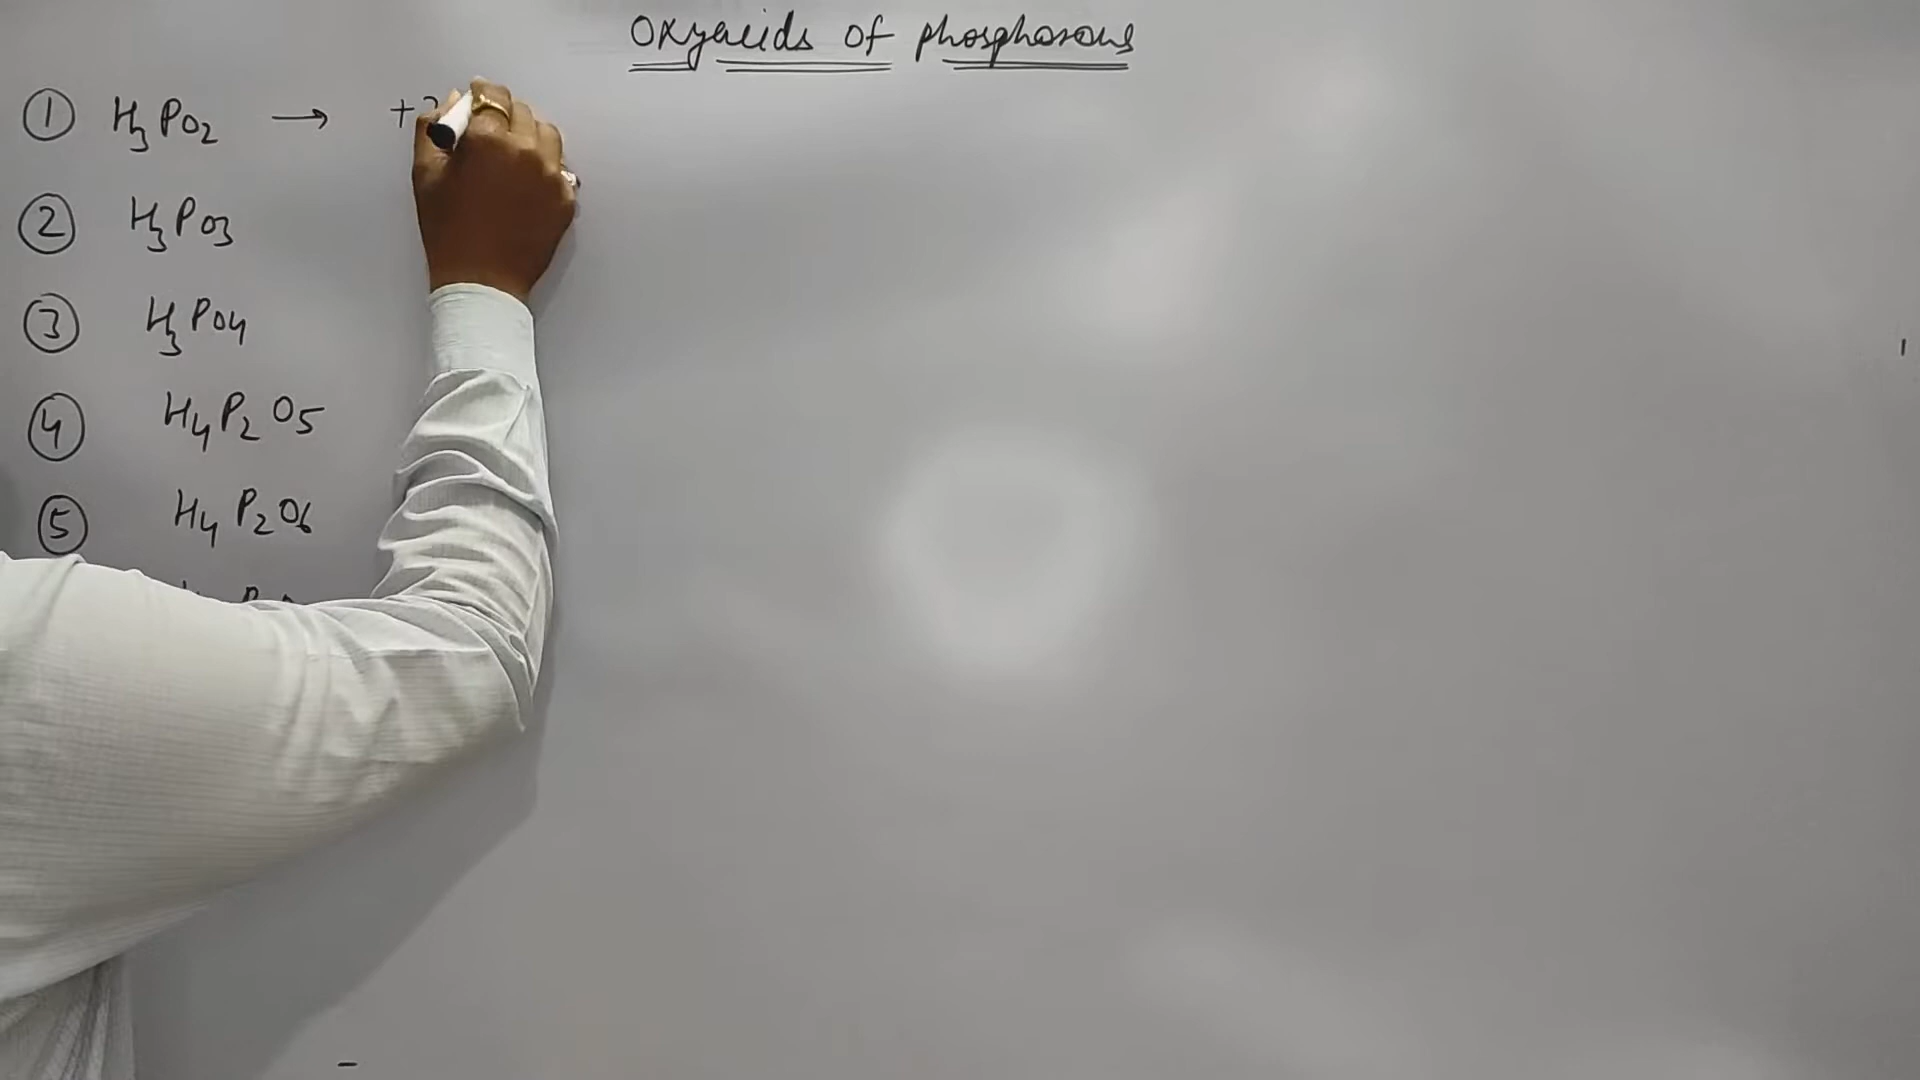 Oxyacids of phosphorous
① H3PO2 → +
② H3PO3
③ H3PO4
④ H4P2O5
⑤ H4P2O6